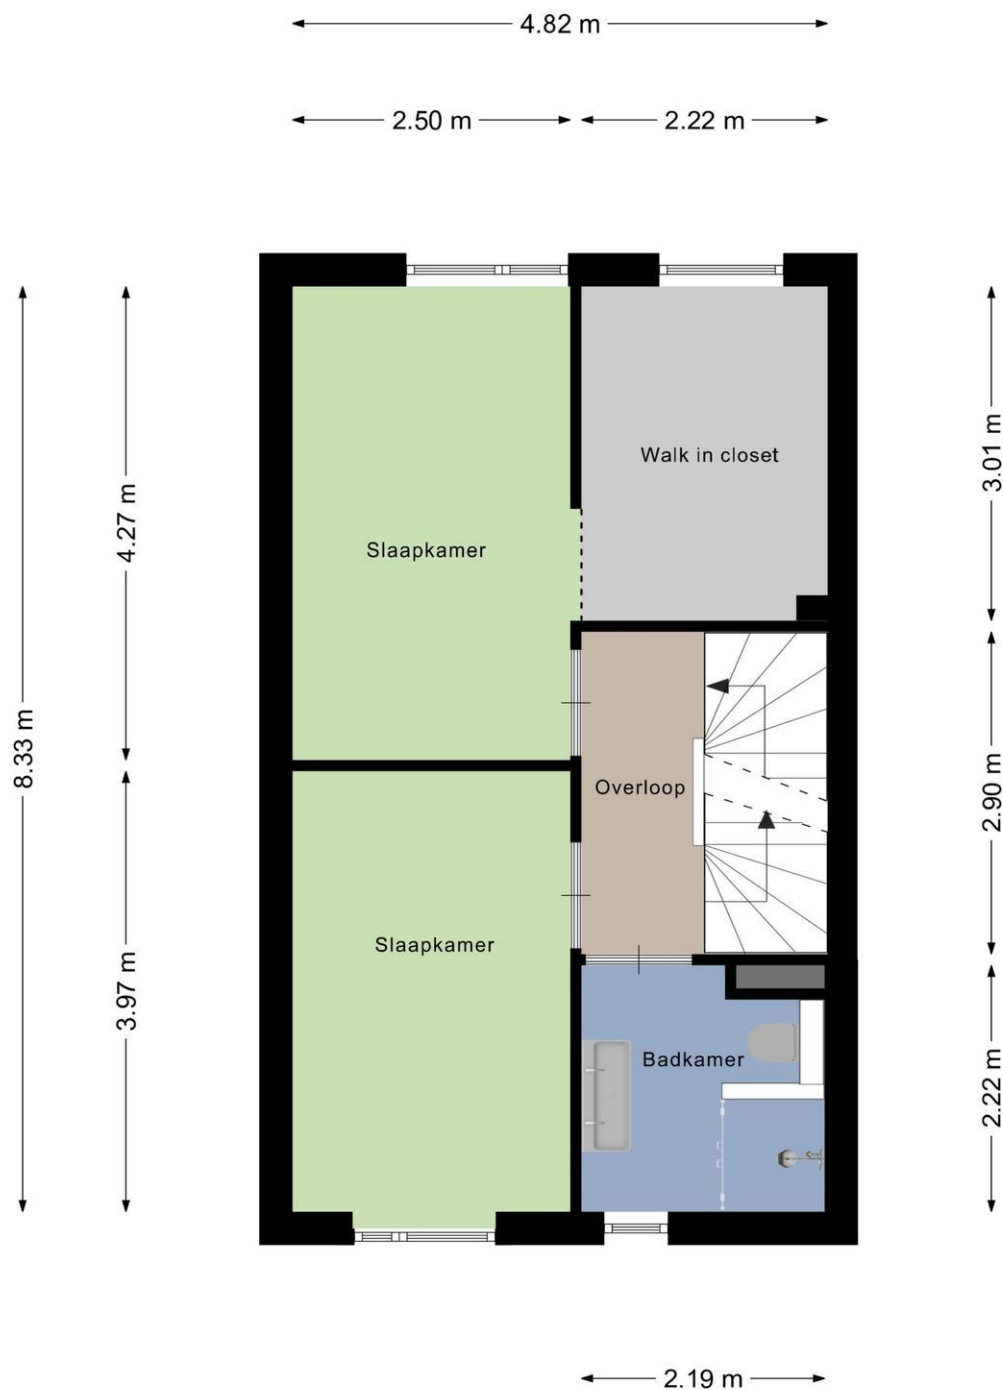 4.82 m
2.50 m
2.22 m
Walk in closet
3.01 m
4.27 m
Slaapkamer
8.33 m
Overloop
2.90 m
Slaapkamer
3.97 m
Badkamer
2.22 m
2.19 m